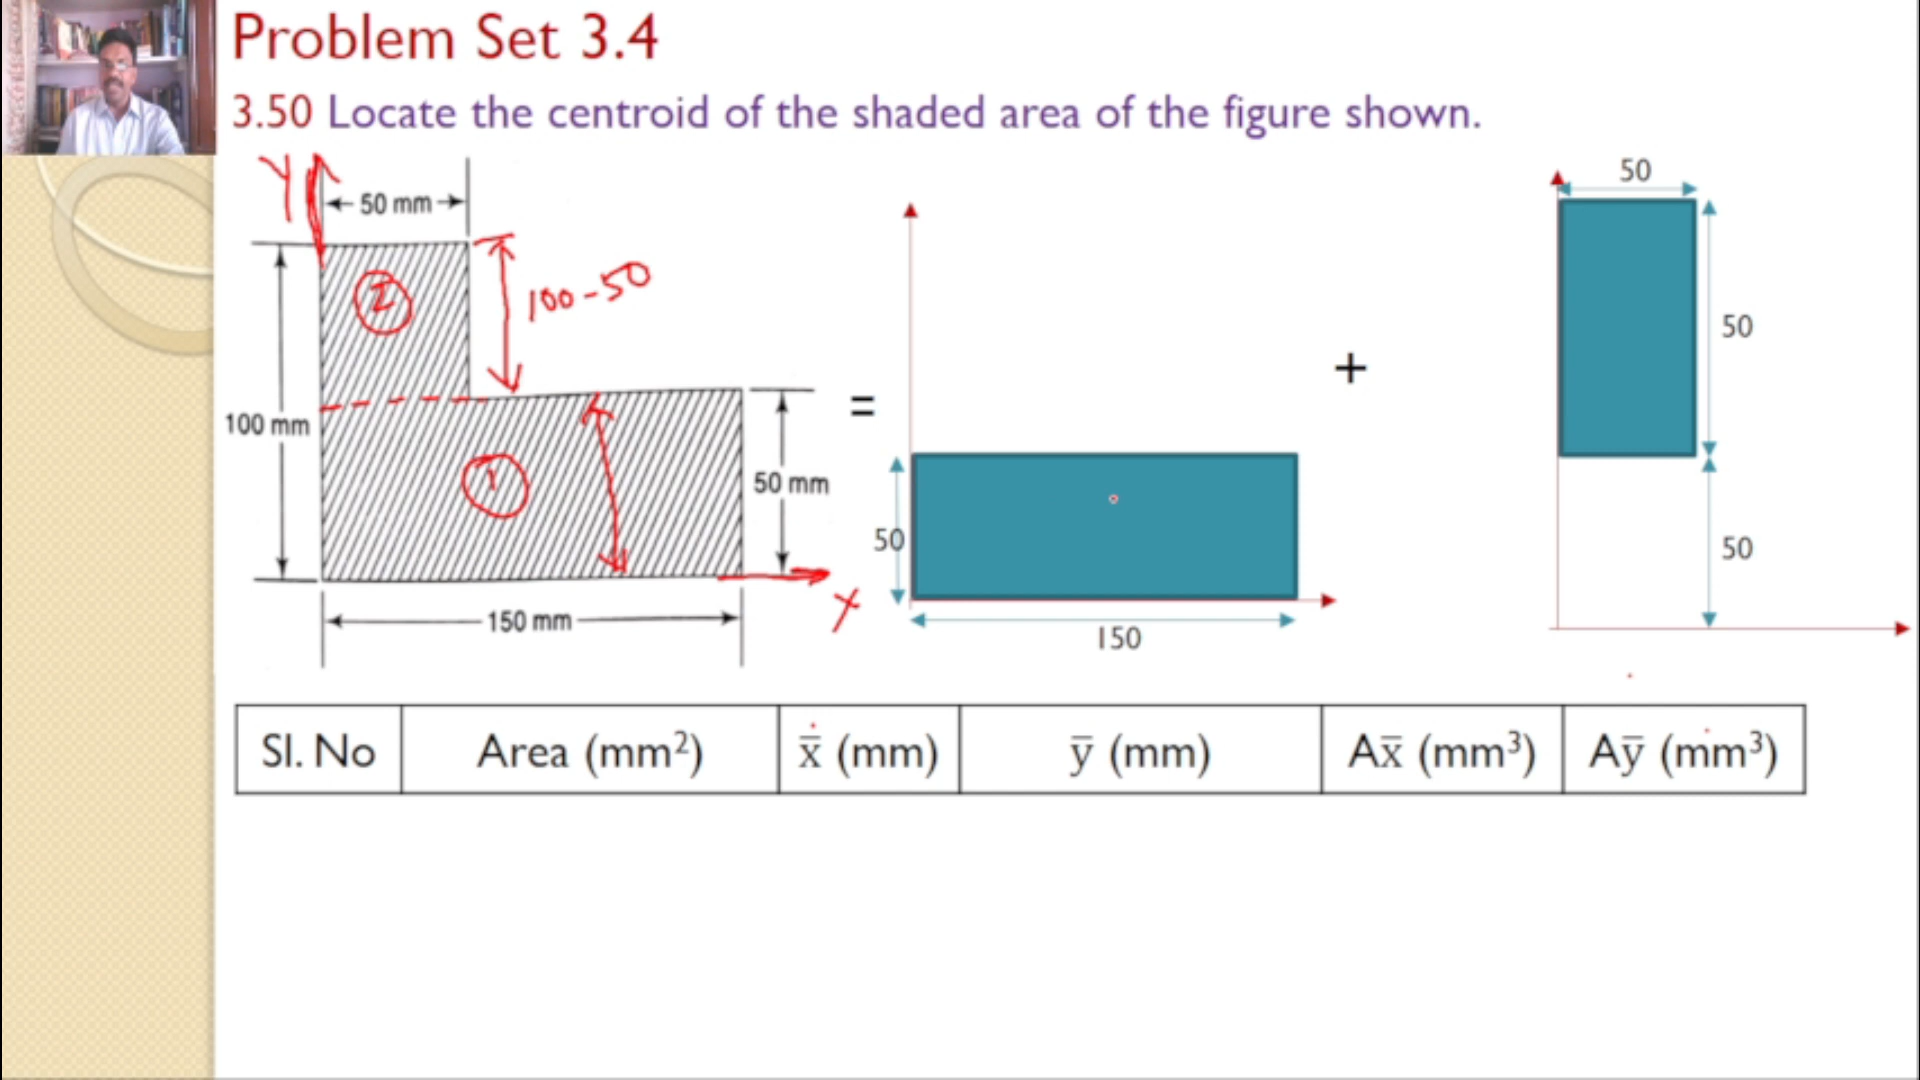 Problem Set 3.4
3.50 Locate the centroid of the shaded area of the figure shown.
Y
50 mm
②
100-50
100 mm
①
50 mm
150 mm
X
=
50
150
+
50
50
50
Sl. No Area (mm²) x̅ (mm) y̅ (mm) Ax̅ (mm³) Ay̅ (mm³)